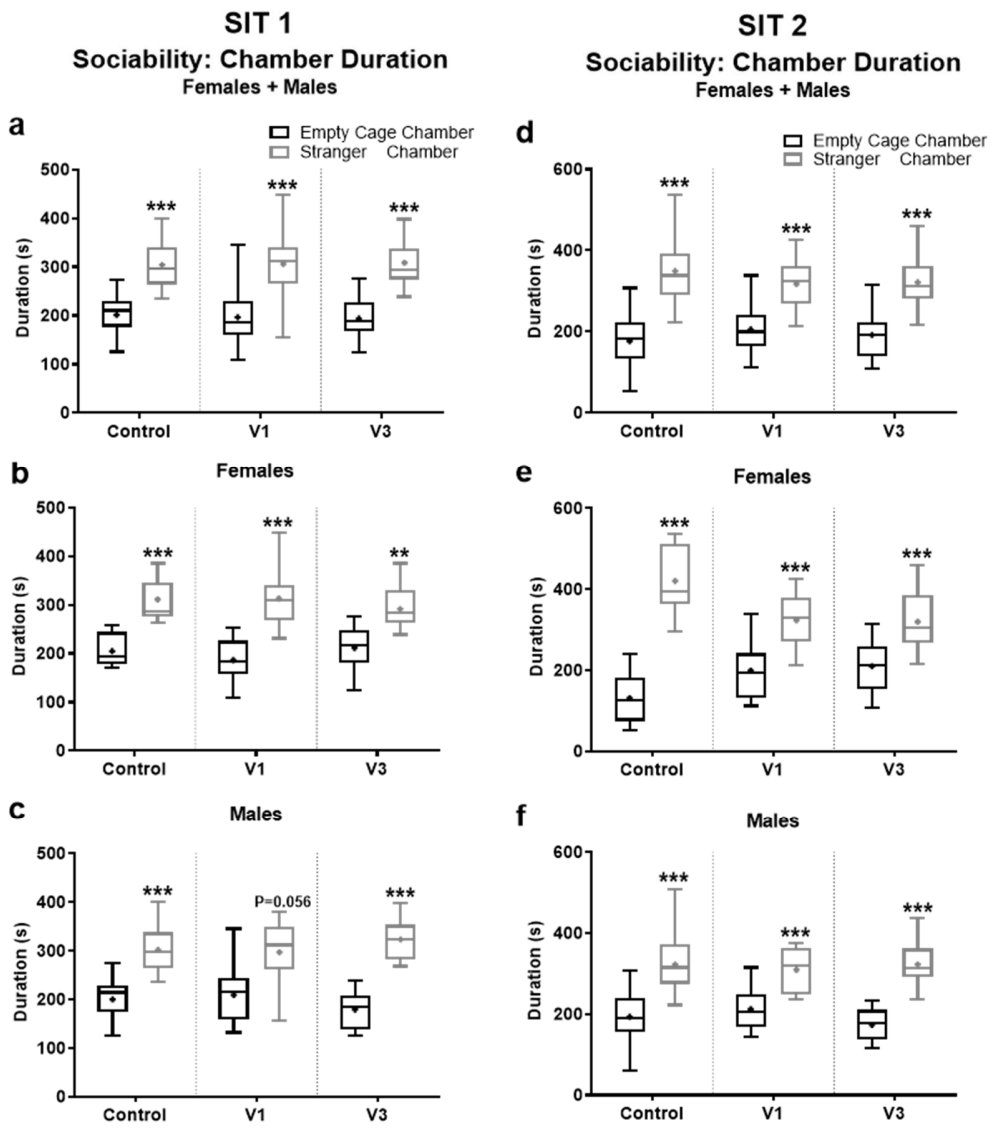 SIT 1
Sociability: Chamber Duration
Females + Males
a
Empty Cage Chamber
Stranger Chamber
500
400
300
200
100
0
Duration (s)
***
***
***
Control V1 V3
b
Females
500
400
300
200
100
0
Duration (s)
***
***
**
Control V1 V3
c
Males
500
400
300
200
100
0
Duration (s)
***
P=0.056
***
Control V1 V3
SIT 2
Sociability: Chamber Duration
Females + Males
d
Empty Cage Chamber
Stranger Chamber
600
400
200
0
Duration (s)
***
***
***
Control V1 V3
e
Females
600
400
200
0
Duration (s)
***
***
***
Control V1 V3
f
Males
600
400
200
0
Duration (s)
***
***
***
Control V1 V3